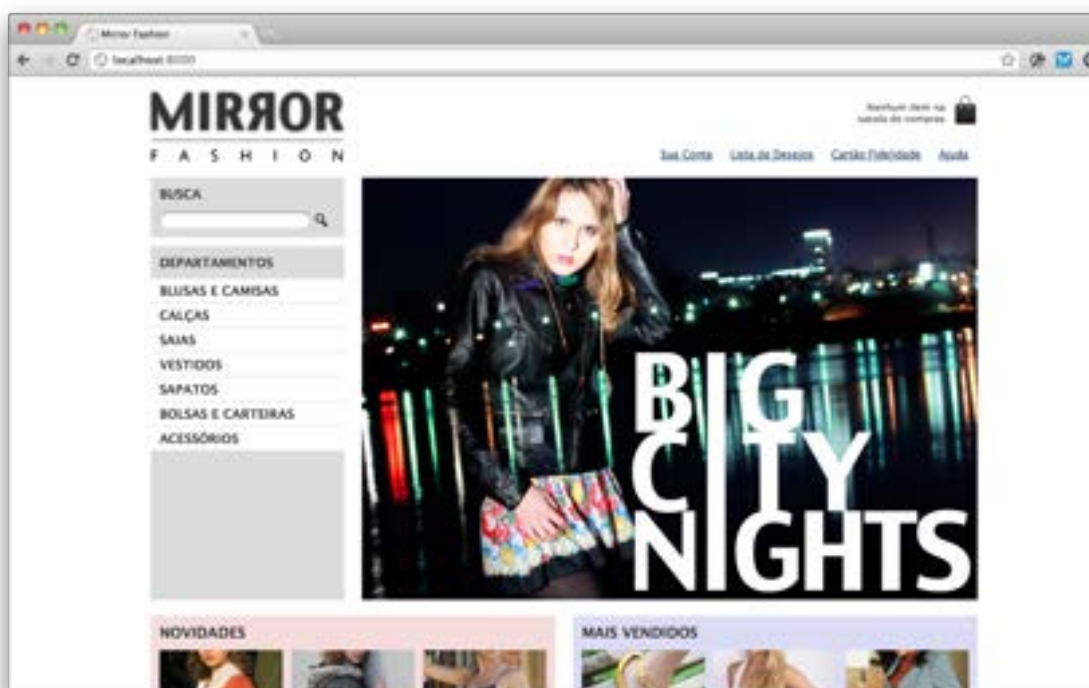 Mirror Fashion
localhost:8000
MIRROR
FASHION
Nenhum item na
sacola de compras
Sua Conta Lista de Desejos Cartão Fidelidade Ajuda
BUSCA
DEPARTAMENTOS
BLUSAS E CAMISAS
CALÇAS
SAIAS
VESTIDOS
SAPATOS
BOLSAS E CARTEIRAS
ACESSÓRIOS
BIG
CITY
NIGHTS
NOVIDADES
MAIS VENDIDOS